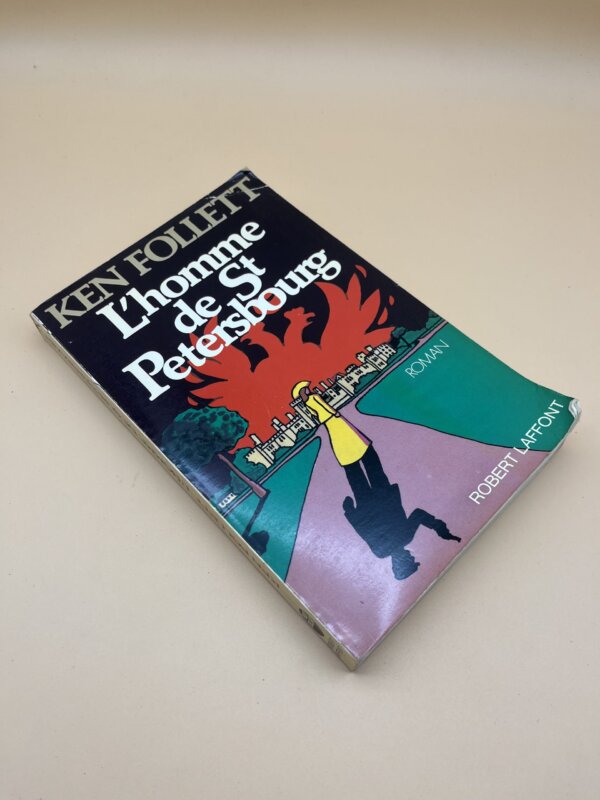 KEN FOLLETT
L'homme
de St
Petersbourg
ROMAN
ROBERT LAFFONT